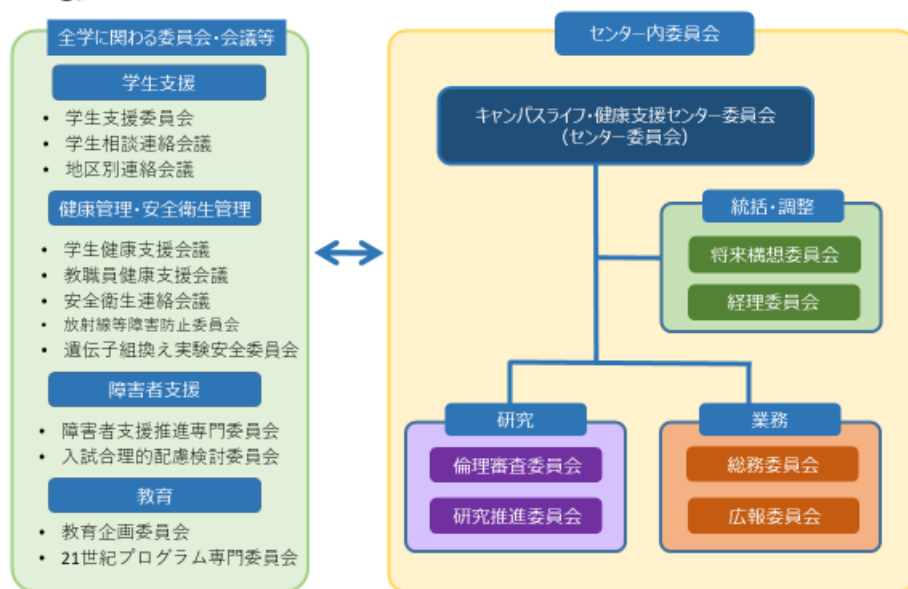 全学に関わる委員会・会議等
学生支援
• 学生支援委員会
• 学生相談連絡会議
• 地区別連絡会議
健康管理・安全衛生管理
• 学生健康支援会議
• 教職員健康支援会議
• 安全衛生連絡会議
• 放射線等障害防止委員会
• 遺伝子組換え実験安全委員会
障害者支援
• 障害者支援推進専門委員会
• 入試合理的配慮検討委員会
教育
• 教育企画委員会
• 21世紀プログラム専門委員会
センター内委員会
キャンパスライフ・健康支援センター委員会
(センター委員会)
統括・調整
将来構想委員会
経理委員会
研究
倫理審査委員会
研究推進委員会
業務
総務委員会
広報委員会